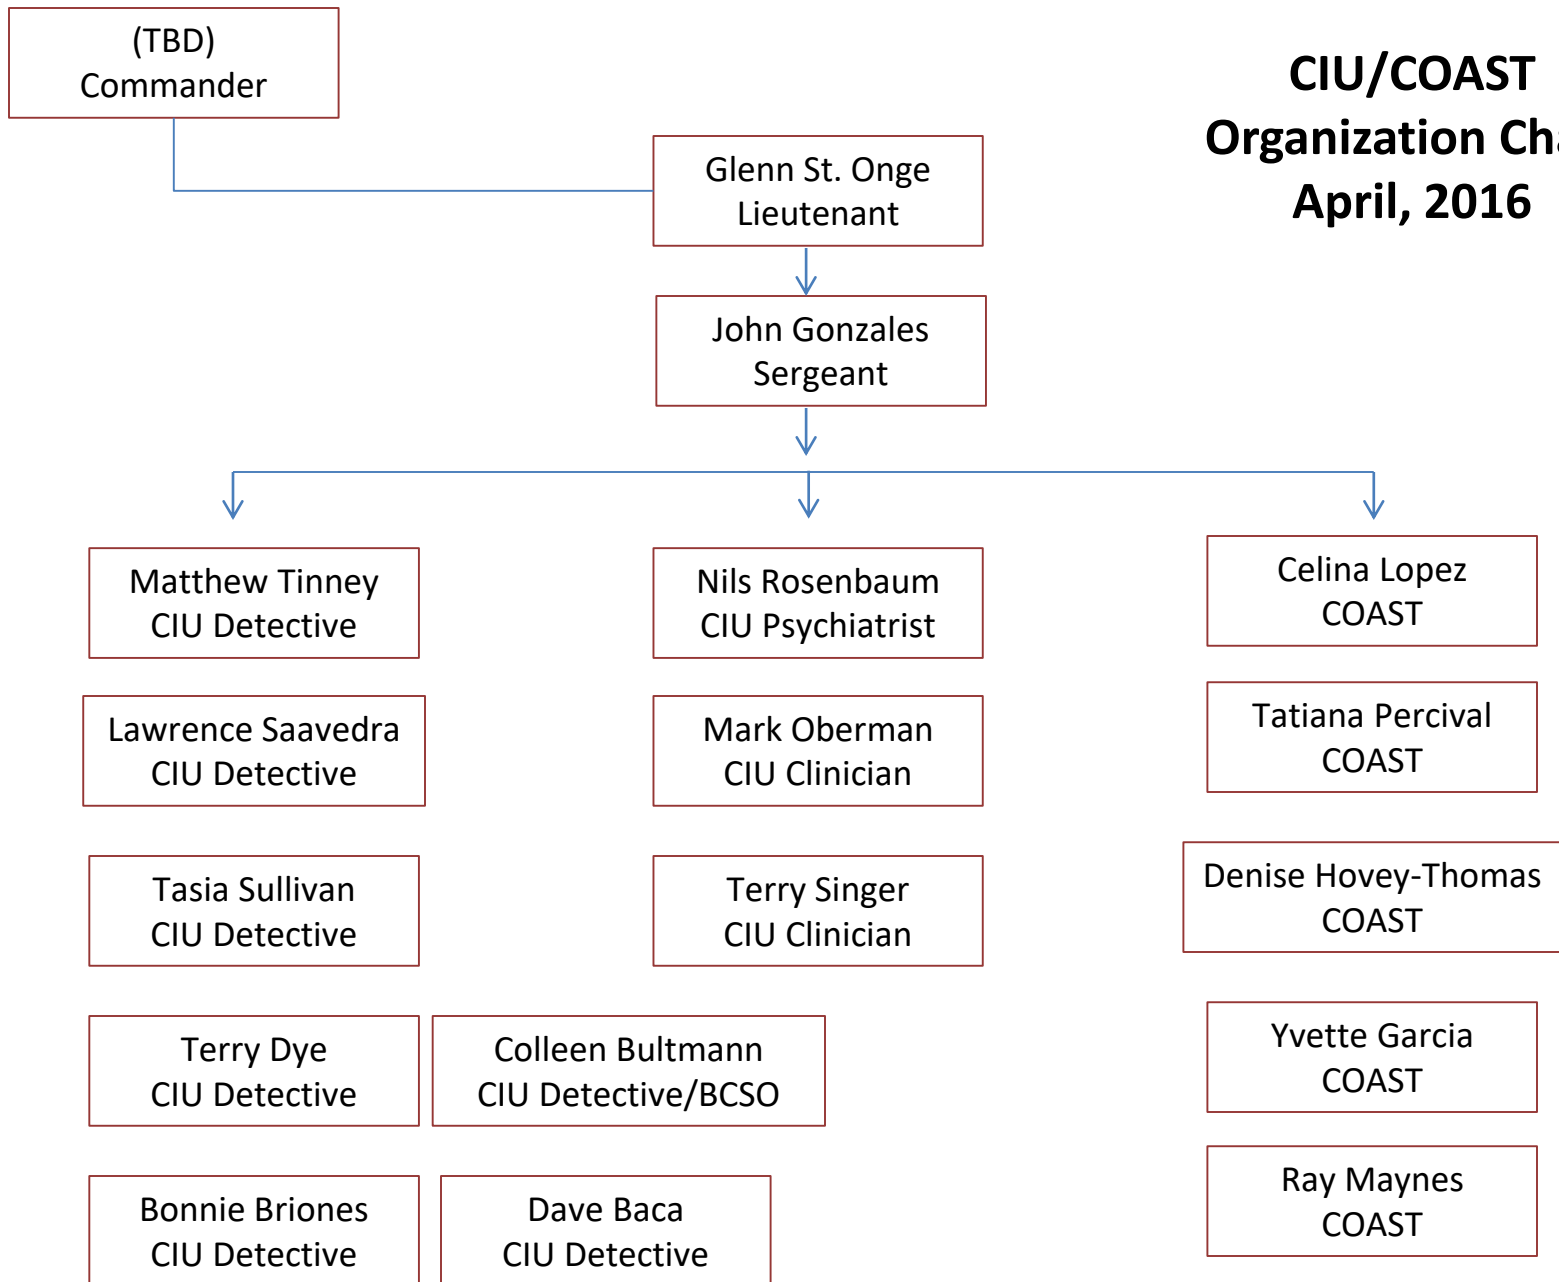 (TBD)
Commander
CIU/COAST
Organization Cha
April, 2016
Glenn St. Onge
Lieutenant
John Gonzales
Sergeant
Matthew Tinney
CIU Detective
Nils Rosenbaum
CIU Psychiatrist
Celina Lopez
COAST
Lawrence Saavedra
CIU Detective
Mark Oberman
CIU Clinician
Tatiana Percival
COAST
Tasia Sullivan
CIU Detective
Terry Singer
CIU Clinician
Denise Hovey-Thomas
COAST
Terry Dye
CIU Detective
Colleen Bultmann
CIU Detective/BCSO
Yvette Garcia
COAST
Bonnie Briones
CIU Detective
Dave Baca
CIU Detective
Ray Maynes
COAST